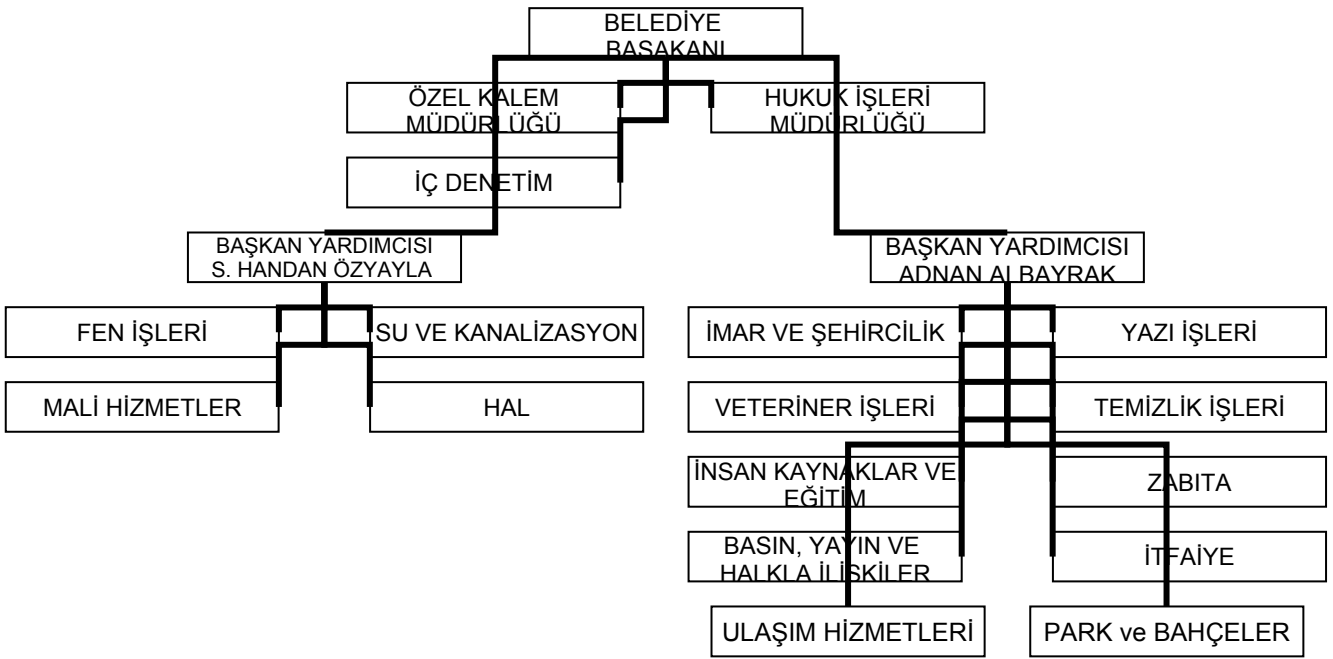 BELEDİYE
BAŞAKANI
ÖZEL KALEM
MÜDÜRLÜĞÜ
HUKUK İŞLERİ
MÜDÜRLÜĞÜ
İÇ DENETİM
BAŞKAN YARDIMCISI
S. HANDAN ÖZYAYLA
BAŞKAN YARDIMCISI
ADNAN ALBAYRAK
FEN İŞLERİ
SU VE KANALİZASYON
İMAR VE ŞEHİRCİLİK
YAZI İŞLERİ
MALİ HİZMETLER
HAL
VETERİNER İŞLERİ
TEMİZLİK İŞLERİ
İNSAN KAYNAKLAR VE
EĞİTİM
ZABITA
BASIN, YAYIN VE
HALKLA İLİŞKİLER
İTFAİYE
ULAŞIM HİZMETLERİ
PARK ve BAHÇELER